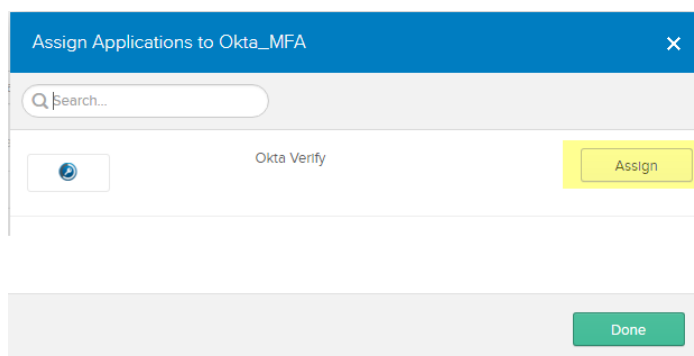 Assign Applications to Okta_MFA
Search...
Okta Verify
Assign
Done